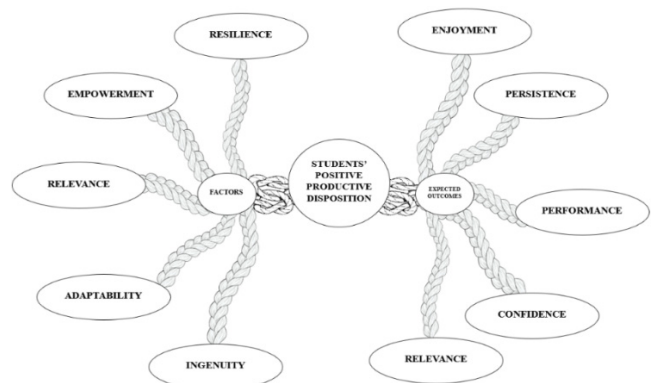 RESILIENCE
EMPOWERMENT
RELEVANCE
ADAPTABILITY
INGENUITY
FACTORS
STUDENTS'
POSITIVE
PRODUCTIVE
DISPOSITION
EXPECTED
OUTCOMES
ENJOYMENT
PERSISTENCE
PERFORMANCE
CONFIDENCE
RELEVANCE